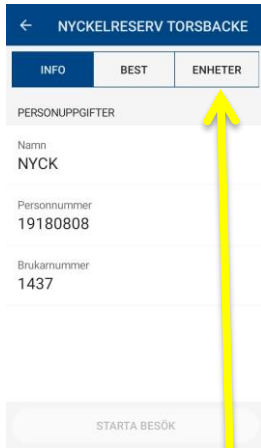 ← NYCKELRESERV TORSBACKE
INFO BEST ENHETER
PERSONUPPGIFTER
Namn
NYCK
Personnummer
19180808
Brukarnummer
1437
STARTA BESÖK